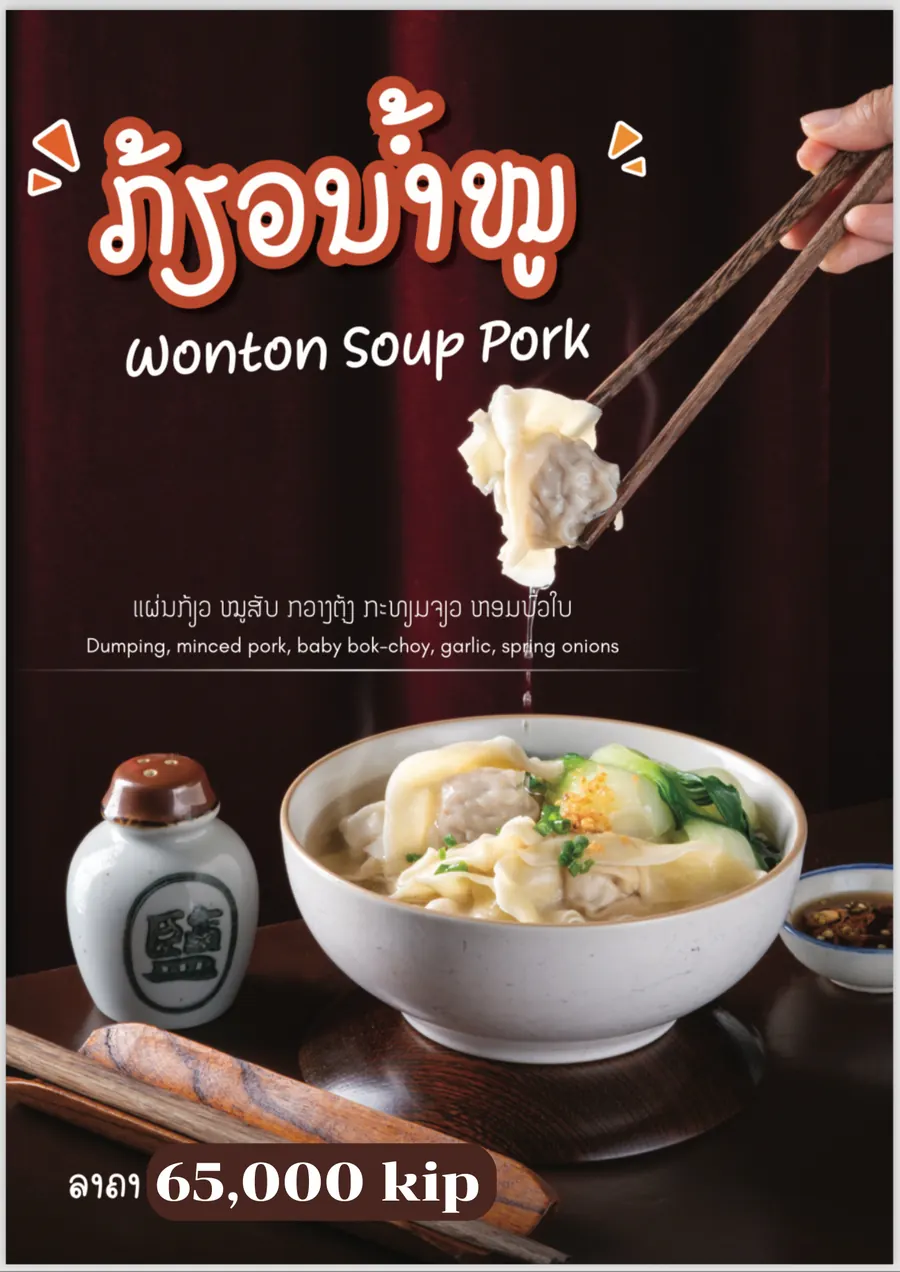 ກ້ຽວນ້ຳໝູ
Wonton Soup Pork
ແຜ່ນກ້ຽວ ໝູສັບ ກວາງຕຸ້ງ ກະທຽມຈຽວ ຫອມບົ່ວໃບ
Dumping, minced pork, baby bok-choy, garlic, spring onions
鹽
ລາຄາ 65,000 kip